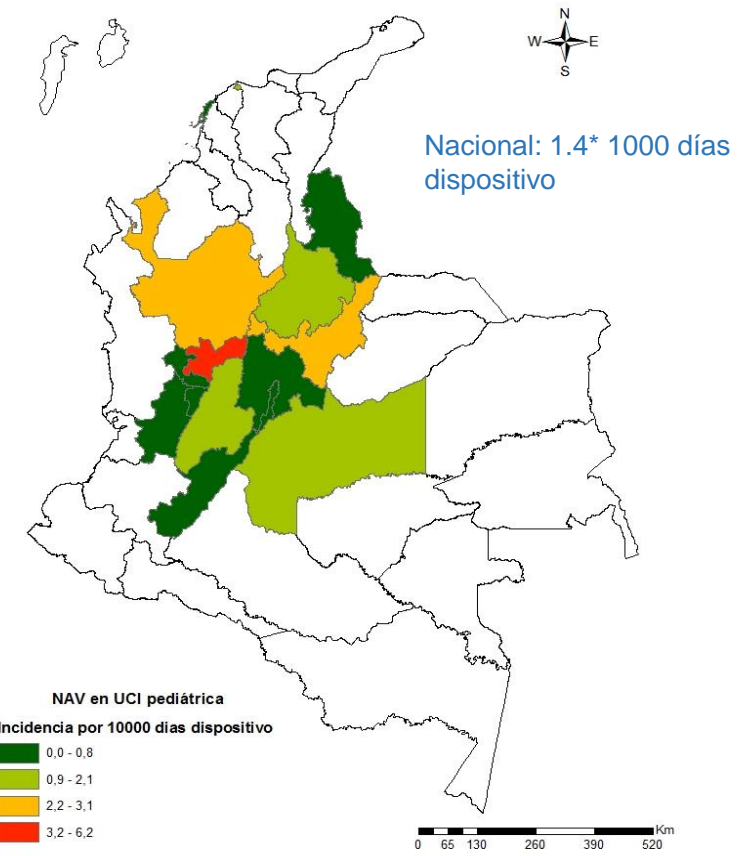 N
W E
S
Nacional: 1.4* 1000 días
dispositivo
NAV en UCI pediátrica
Incidencia por 10000 dias dispositivo
0,0 - 0,8
0,9 - 2,1
2,2 - 3,1
3,2 - 6,2
Km
0 65 130 260 390 520